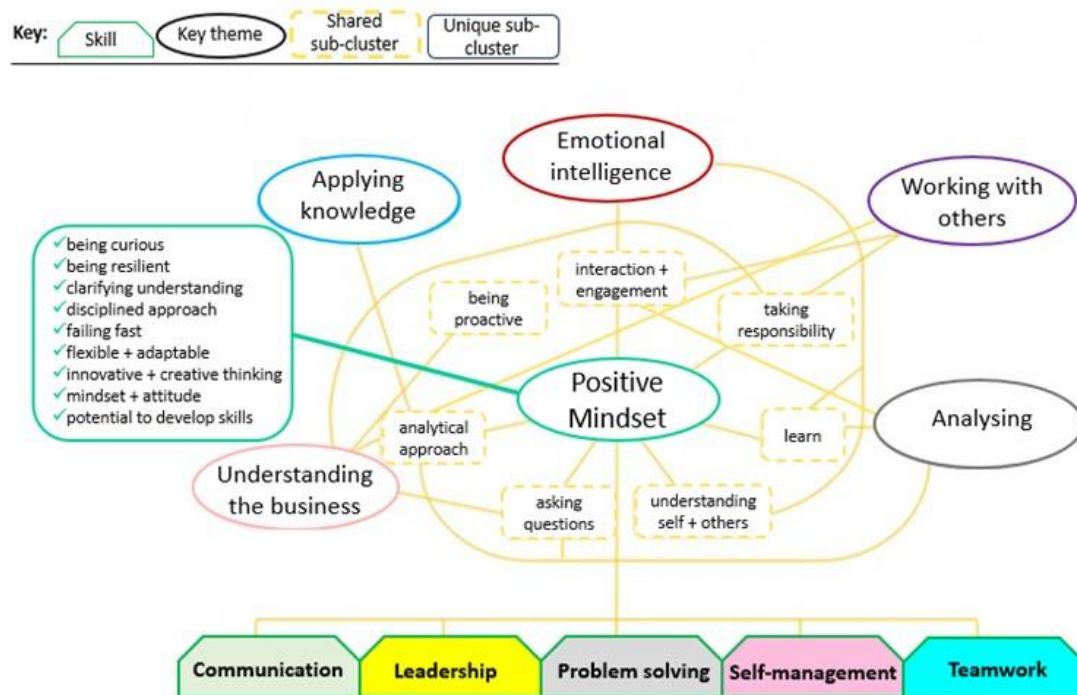 Key:
Skill
Key theme
Shared
sub-cluster
Unique sub-
cluster
Emotional
intelligence
Applying
knowledge
Working with
others
✓being curious
✓being resilient
✓clarifying understanding
✓disciplined approach
✓failing fast
✓flexible + adaptable
✓innovative + creative thinking
✓mindset + attitude
✓potential to develop skills
being
proactive
interaction +
engagement
taking
responsibility
Positive
Mindset
analytical
approach
learn
Analysing
Understanding
the business
asking
questions
understanding
self + others
Communication
Leadership
Problem solving
Self-management
Teamwork